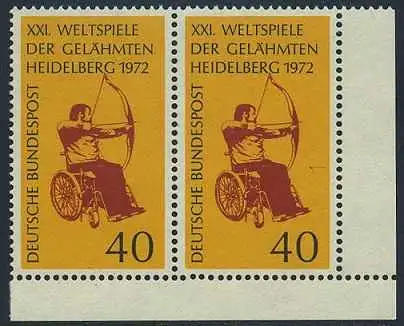 XXI. WELTSPIELE
DER GELÄHMTEN
HEIDELBERG 1972
DEUTSCHE BUNDESPOST
40
XXI. WELTSPIELE
DER GELÄHMTEN
HEIDELBERG 1972
DEUTSCHE BUNDESPOST
40